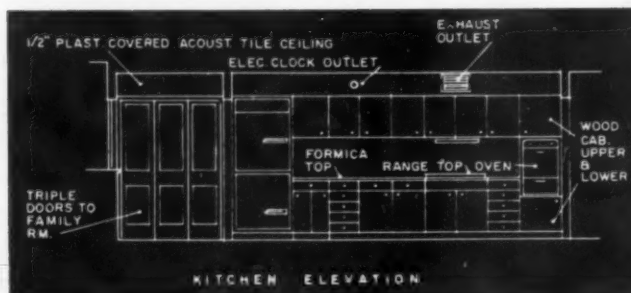 1/2" PLAST COVERED ACOUST TILE CEILING
EXHAUST
OUTLET
ELEC. CLOCK OUTLET
WOOD
CAB.
UPPER
&
LOWER
FORMICA
TOP
RANGE TOP
OVEN
TRIPLE
DOORS TO
FAMILY
RM.
KITCHEN ELEVATION